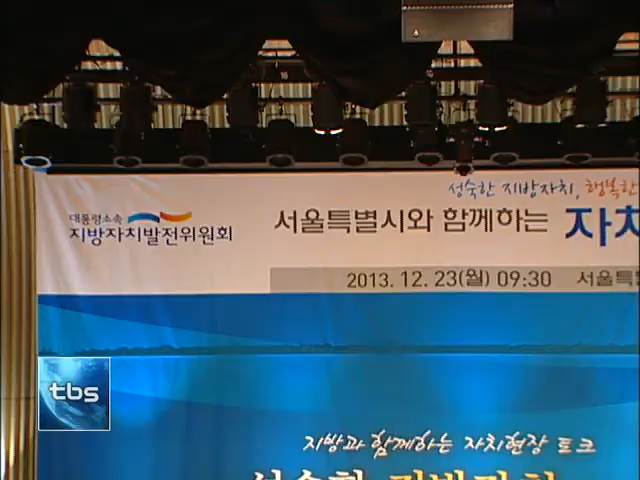 성숙한 지방자치, 행복한
대통령소속
지방자치발전위원회
서울특별시와 함께하는 자치
2013. 12. 23(월) 09:30 서울특
tbs
지방과 함께하는 자치현장 토크